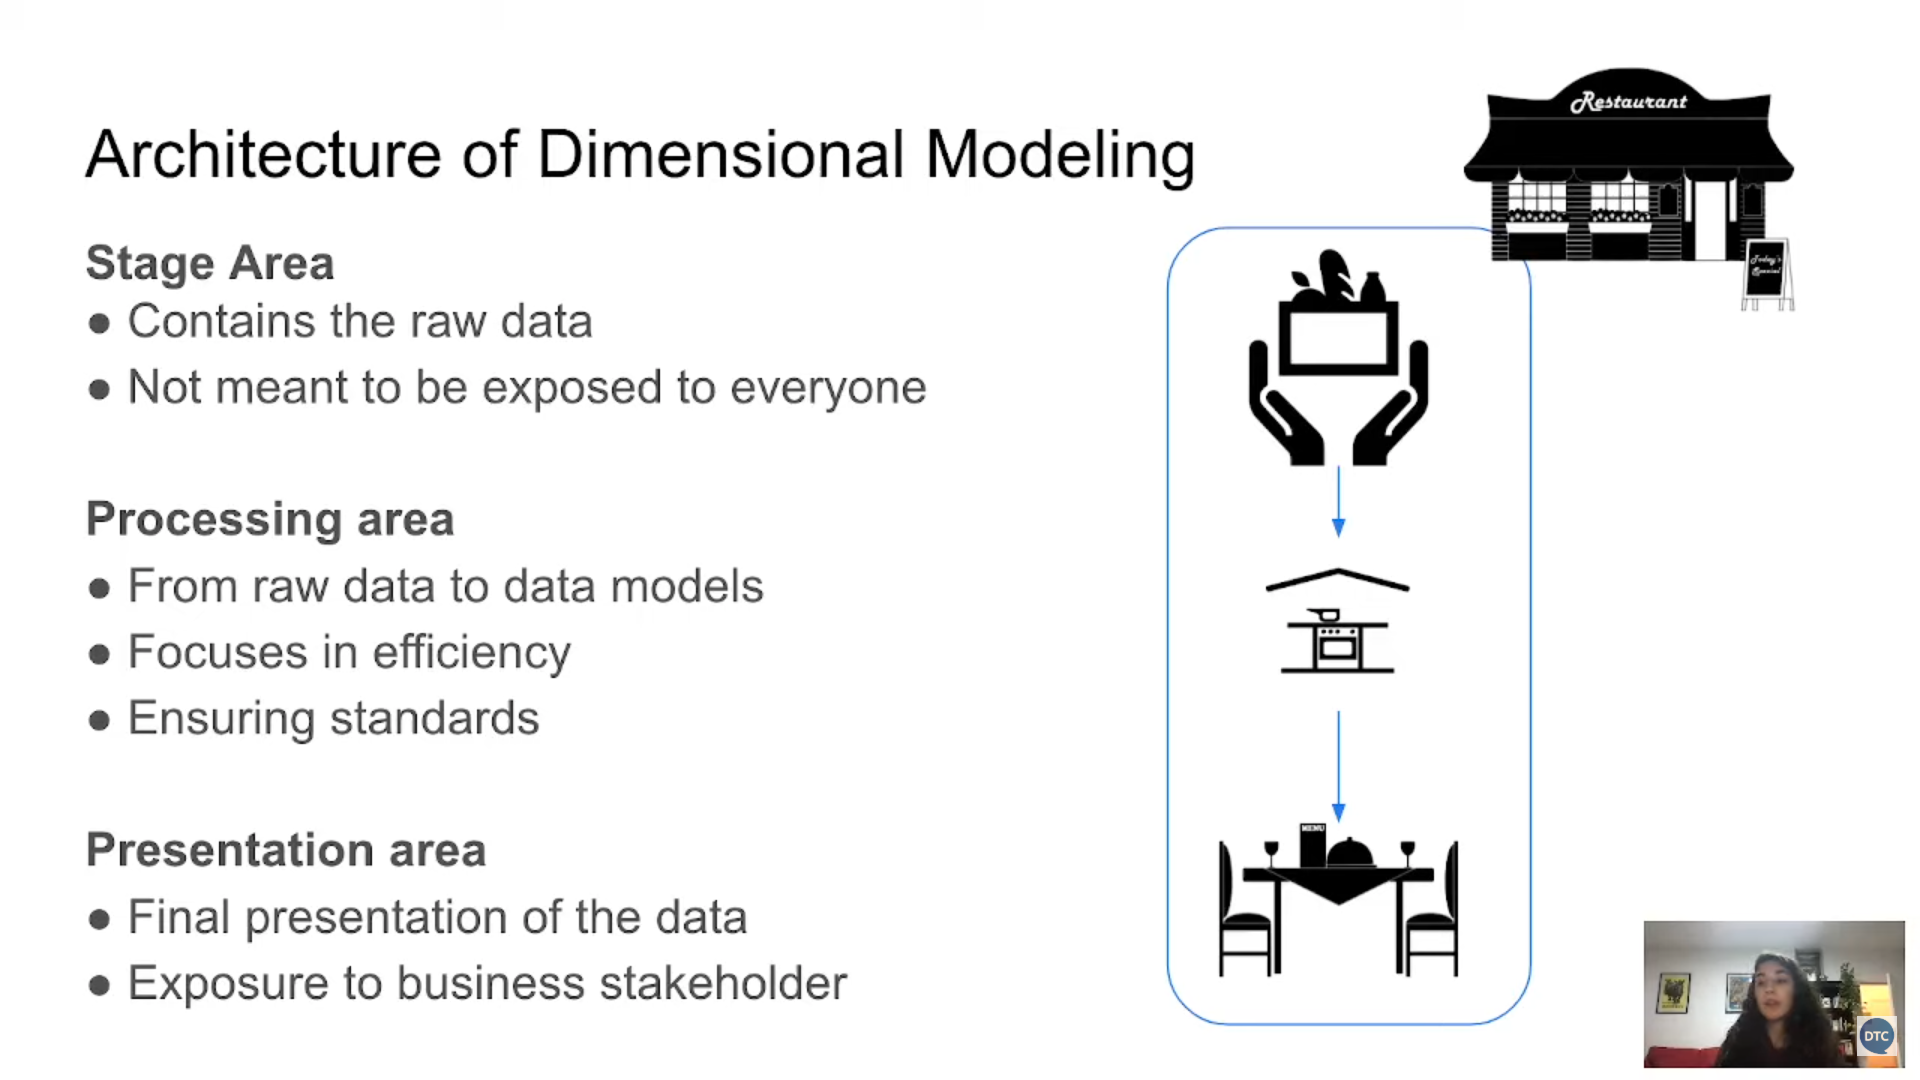 Restaurant
Architecture of Dimensional Modeling
Today's
Special
Stage Area
● Contains the raw data
● Not meant to be exposed to everyone
Processing area
● From raw data to data models
● Focuses in efficiency
● Ensuring standards
MENU
Presentation area
● Final presentation of the data
● Exposure to business stakeholder
DTC